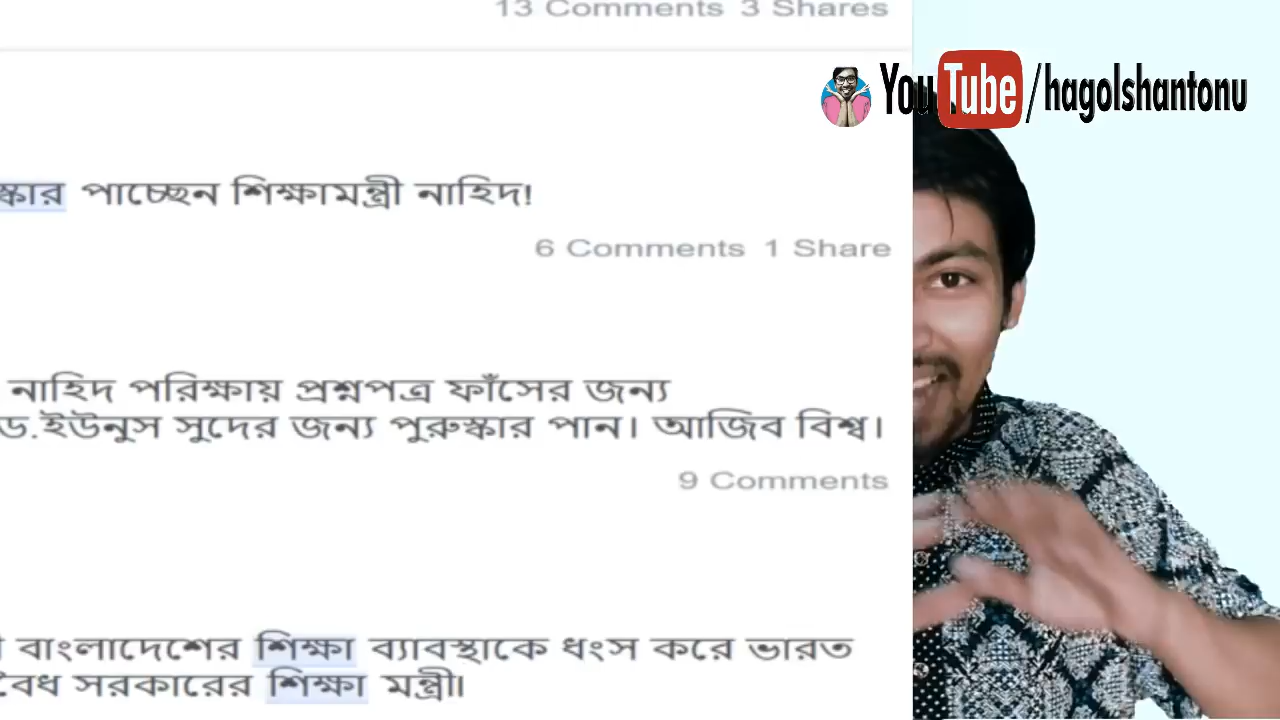 13 Comments 3 Shares
YouTube/hagolshantonu
স্কার পাচ্ছেন শিক্ষামন্ত্রী নাহিদ!
6 Comments 1 Share
নাহিদ পরিক্ষায় প্রশ্নপত্র ফাঁসের জন্য
ড.ইউনুস সুদের জন্য পুরুস্কার পান। আজিব বিশ্ব।
9 Comments
বাংলাদেশের শিক্ষা ব্যাবস্থাকে ধংস করে ভারত
বৈধ সরকারের শিক্ষা মন্ত্রী।